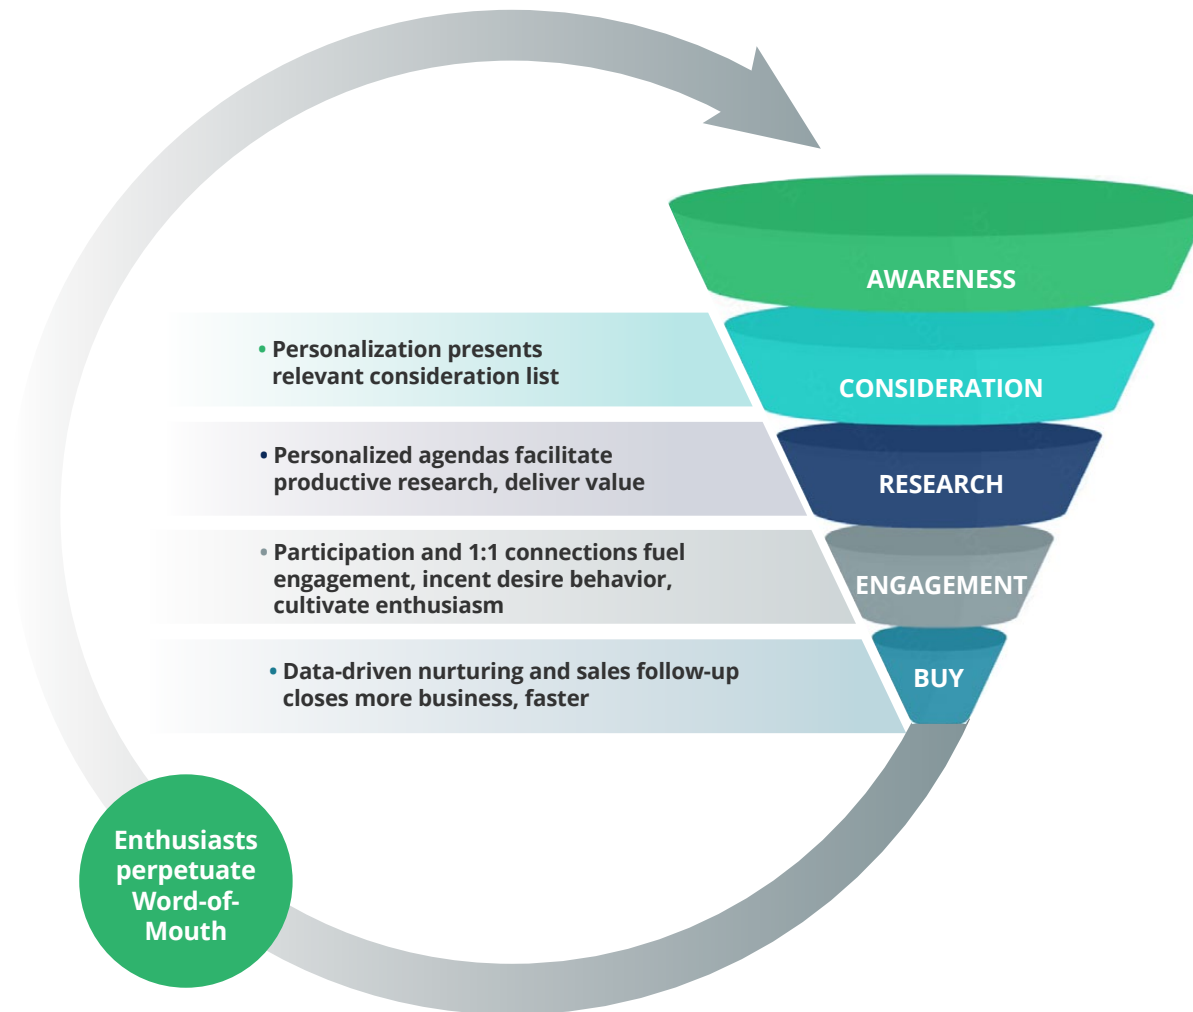 AWARENESS
• Personalization presents
relevant consideration list
CONSIDERATION
• Personalized agendas facilitate
productive research, deliver value
RESEARCH
• Participation and 1:1 connections fuel
engagement, incent desire behavior,
cultivate enthusiasm
ENGAGEMENT
• Data-driven nurturing and sales follow-up
closes more business, faster
BUY
Enthusiasts
perpetuate
Word-of-
Mouth